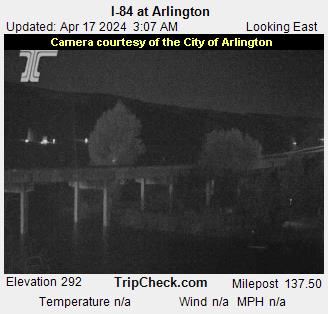 I-84 at Arlington
Updated: Apr 17 2024 3:07 AM Looking East
Camera courtesy of the City of Arlington
Elevation 292 TripCheck.com Milepost 137.50
Temperature n/a Wind n/a MPH n/a